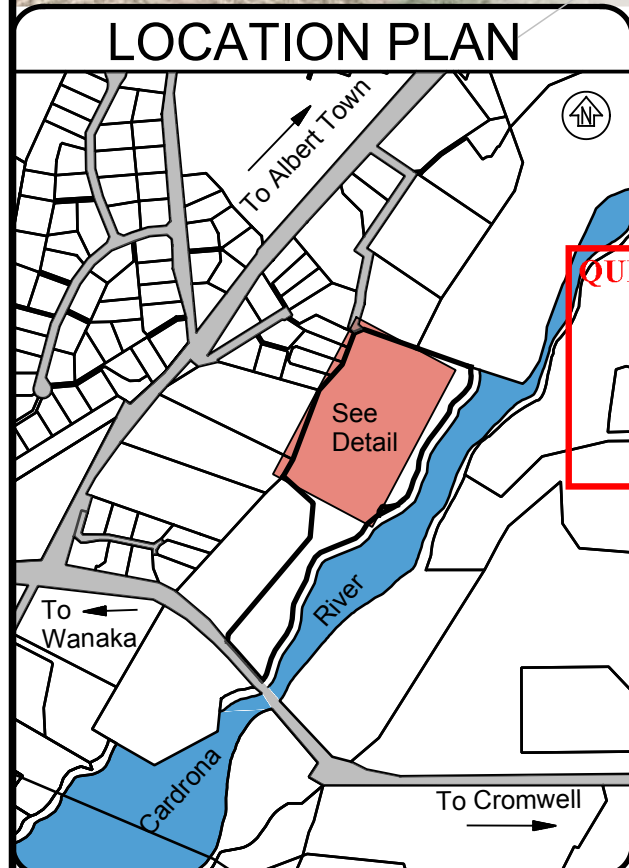 LOCATION PLAN
To Albert Town
N
See
Detail
River
To
Wanaka
Cardrona
To Cromwell